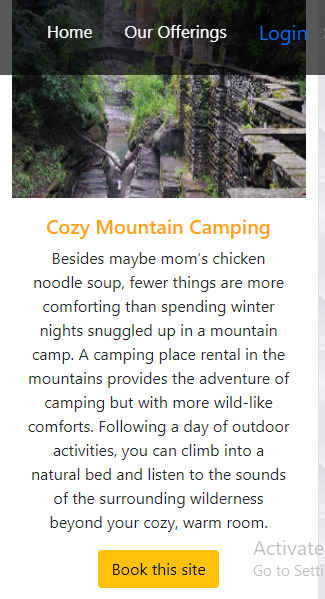 Home Our Offerings Login
Cozy Mountain Camping
Besides maybe mom's chicken
noodle soup, fewer things are more
comforting than spending winter
nights snuggled up in a mountain
camp. A camping place rental in the
mountains provides the adventure of
camping but with more wild-like
comforts. Following a day of outdoor
activities, you can climb into a
natural bed and listen to the sounds
of the surrounding wilderness
beyond your cozy, warm room.
Activate
Go to Setti
Book this site